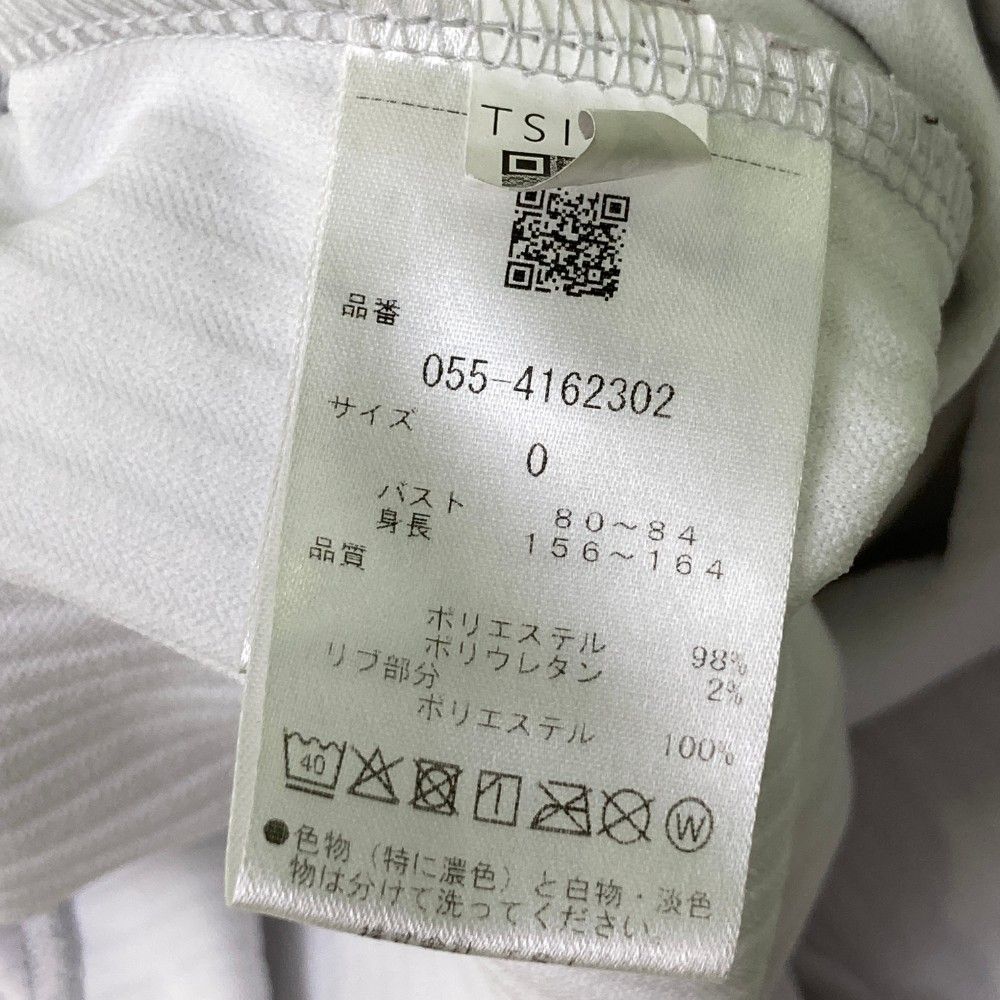 TSI
品番
055-4162302
サイズ
0
バスト 80～84
身長 156～164
品質
ポリエステル 98%
ポリウレタン 2%
リブ部分
ポリエステル 100%
40
W
●色物（特に濃色）と白物・淡色
物は分けて洗ってください。